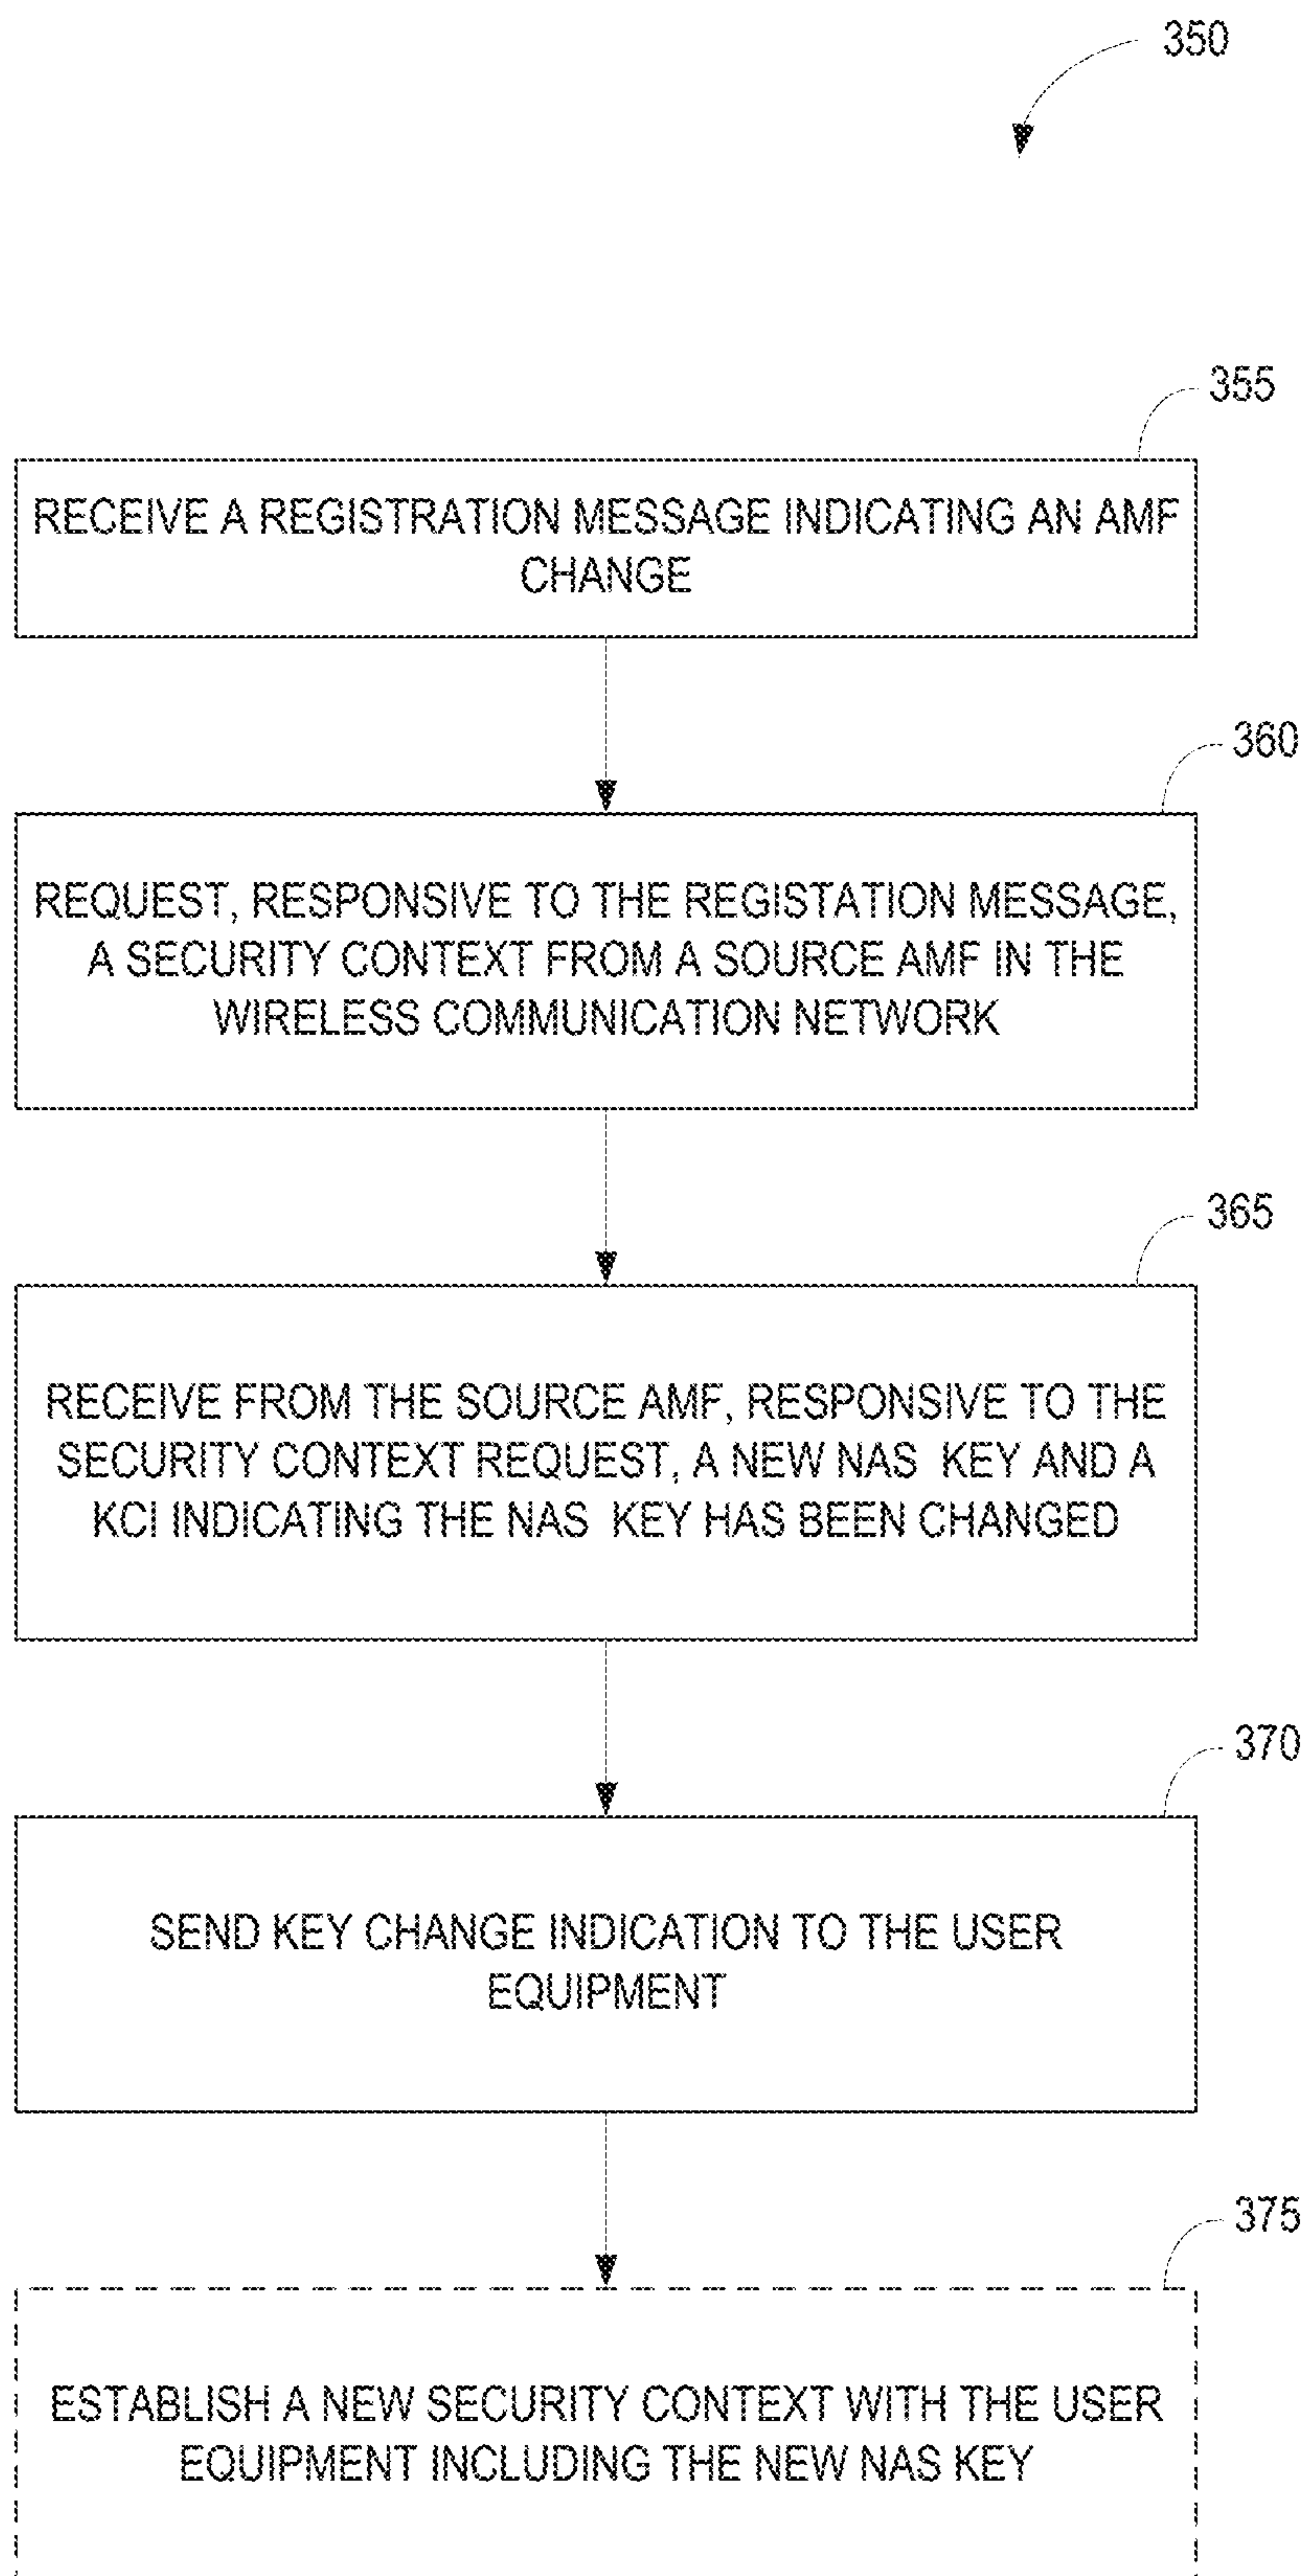 350
355
RECEIVE A REGISTRATION MESSAGE INDICATING AN AMF
CHANGE
360
REQUEST, RESPONSIVE TO THE REGISTATION MESSAGE,
A SECURITY CONTEXT FROM A SOURCE AMF IN THE
WIRELESS COMMUNICATION NETWORK
365
RECEIVE FROM THE SOURCE AMF, RESPONSIVE TO THE
SECURITY CONTEXT REQUEST, A NEW NAS KEY AND A
KCI INDICATING THE NAS KEY HAS BEEN CHANGED
370
SEND KEY CHANGE INDICATION TO THE USER
EQUIPMENT
375
ESTABLISH A NEW SECURITY CONTEXT WITH THE USER
EQUIPMENT INCLUDING THE NEW NAS KEY